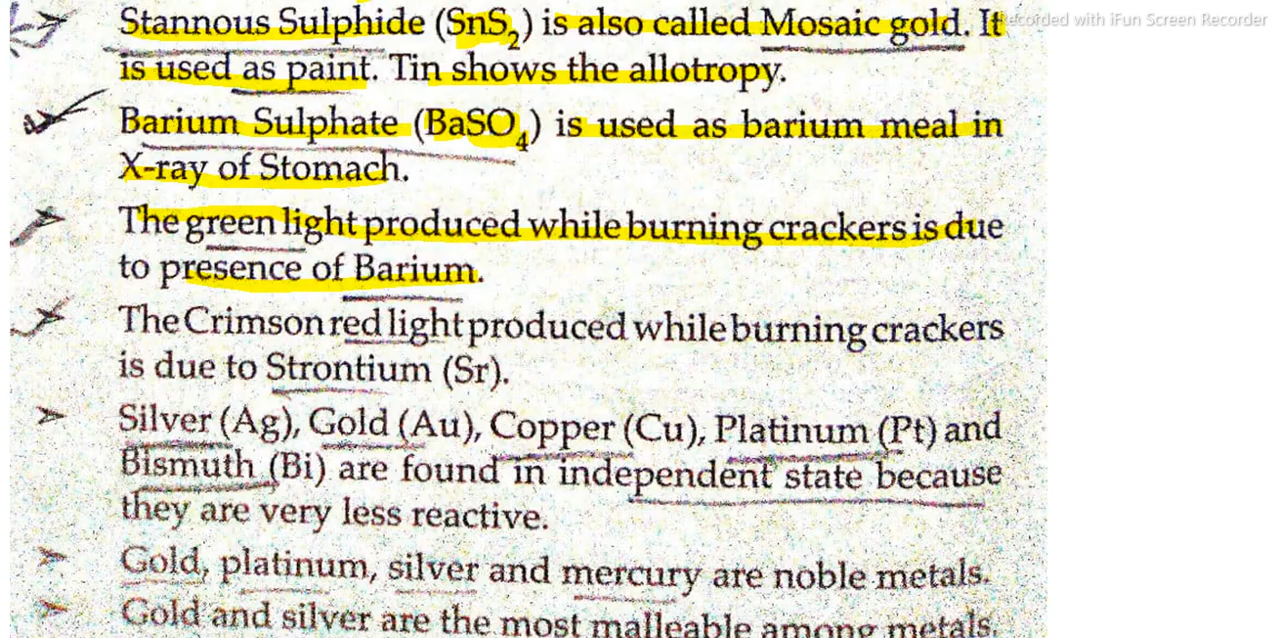 Stannous Sulphide (SnS₂) is also called Mosaic gold. It
is used as paint. Tin shows the allotropy.
Barium Sulphate (BaSO₄) is used as barium meal in
X-ray of Stomach.
The green light produced while burning crackers is due
to presence of Barium.
The Crimson red light produced while burning crackers
is due to Strontium (Sr).
Silver (Ag), Gold (Au), Copper (Cu), Platinum (Pt) and
Bismuth (Bi) are found in independent state because
they are very less reactive.
Gold, platinum, silver and mercury are noble metals.
Gold and silver are the most malleable among metals.
Recorded with iFun Screen Recorder